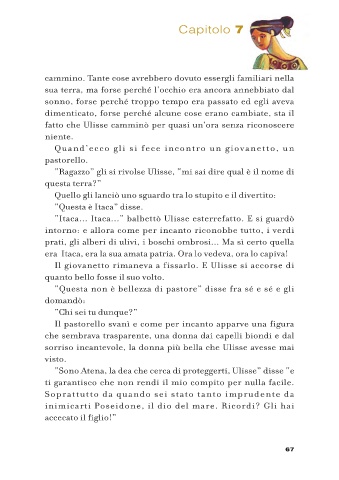 Capitolo 7
cammino. Tante cose avrebbero dovuto essergli familiari nella
sua terra, ma forse perché l'occhio era ancora annebbiato dal
sonno, forse perché troppo tempo era passato ed egli aveva
dimenticato, forse perché alcune cose erano cambiate, sta il
fatto che Ulisse camminò per quasi un'ora senza riconoscere
niente.
Quand'ecco gli si fece incontro un giovanetto, un
pastorello.
"Ragazzo" gli si rivolse Ulisse, "mi sai dire qual è il nome di
questa terra?"
Quello gli lanciò uno sguardo tra lo stupito e il divertito:
"Questa è Itaca" disse.
"Itaca... Itaca..." balbettò Ulisse esterrefatto. E si guardò
intorno: e allora come per incanto riconobbe tutto, i verdi
prati, gli alberi di ulivi, i boschi ombrosi... Ma sì certo quella
era Itaca, era la sua amata patria. Ora lo vedeva, ora lo capiva!
Il giovanetto rimaneva a fissarlo. E Ulisse si accorse di
quanto bello fosse il suo volto.
"Questa non è bellezza di pastore" disse fra sé e sé e gli
domandò:
"Chi sei tu dunque?"
Il pastorello svanì e come per incanto apparve una figura
che sembrava trasparente, una donna dai capelli biondi e dal
sorriso incantevole, la donna più bella che Ulisse avesse mai
visto.
"Sono Atena, la dea che cerca di proteggerti, Ulisse" disse "e
ti garantisco che non rendi il mio compito per nulla facile.
Soprattutto da quando sei stato tanto imprudente da
inimicarti Poseidone, il dio del mare. Ricordi? Gli hai
accecato il figlio!"
67